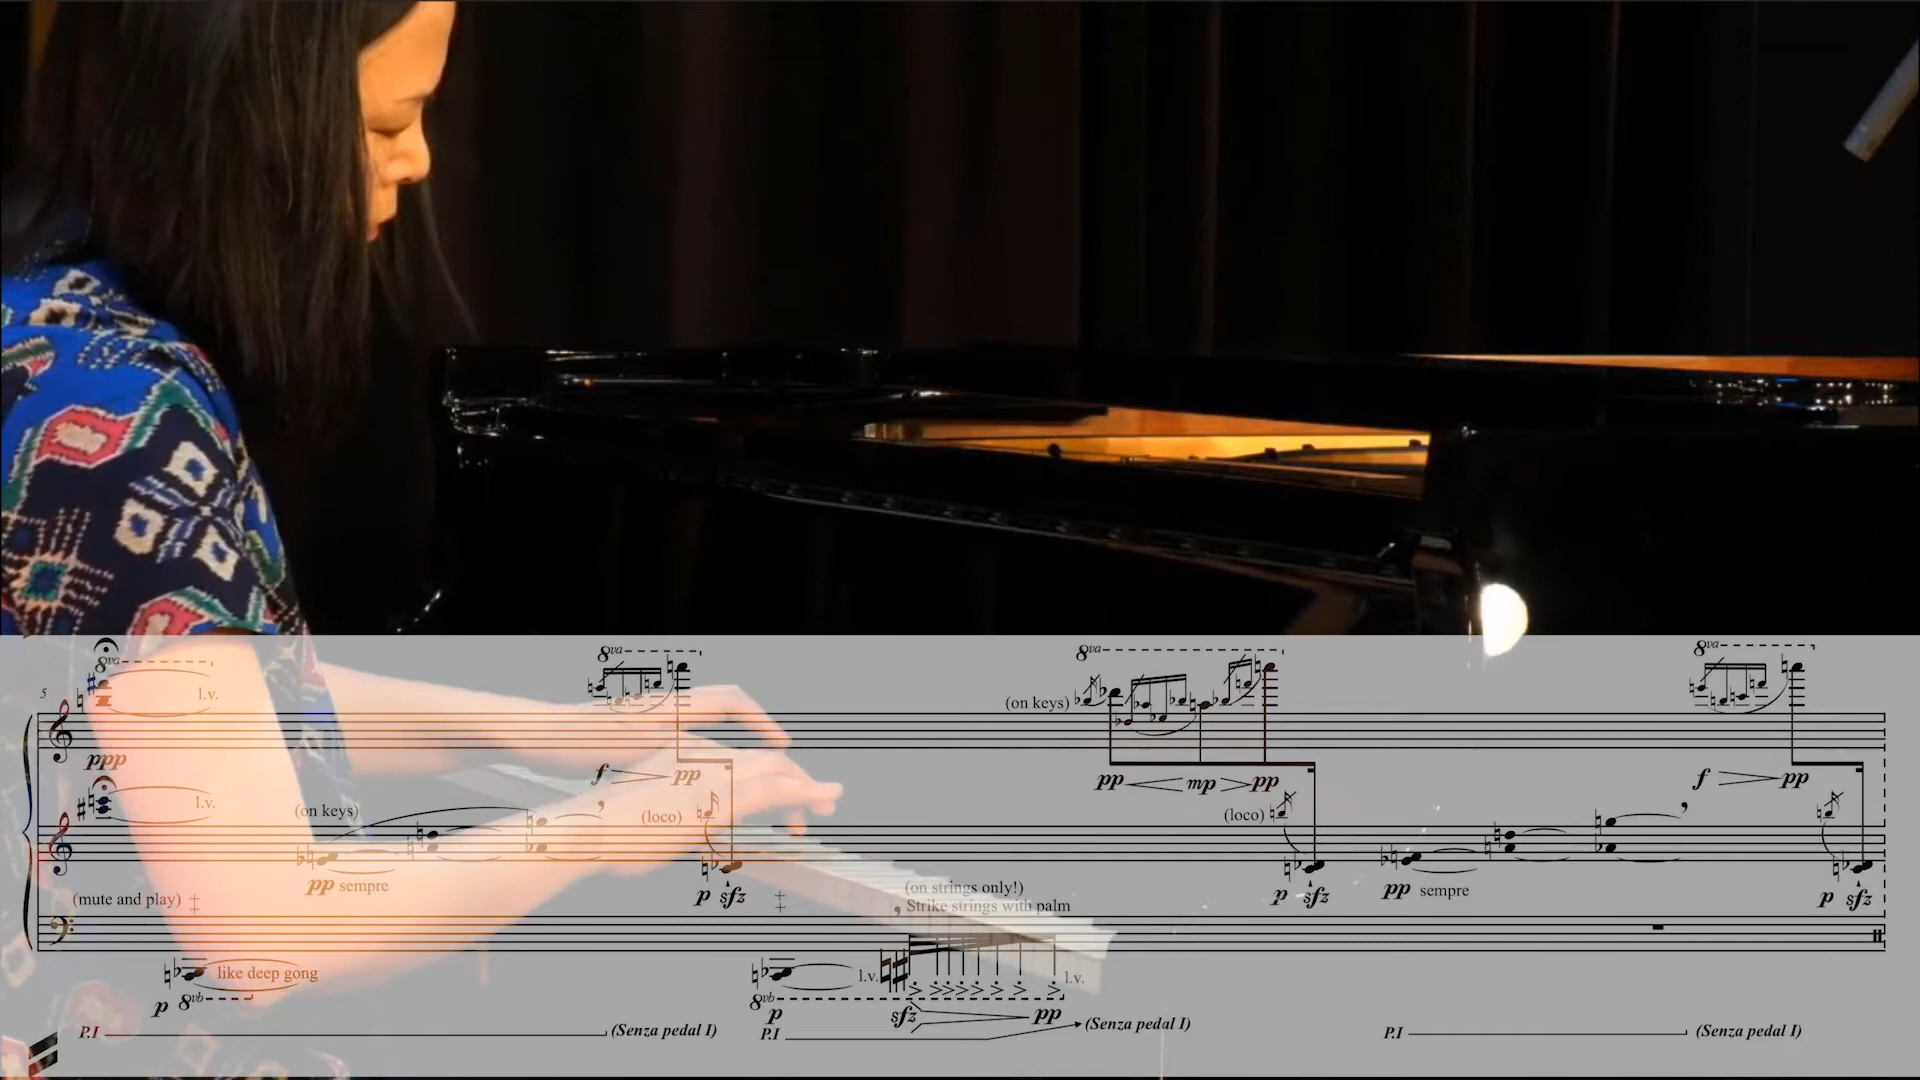 8va 8va 8va 8va
5 l.v. (on keys)
ppp f pp pp mp pp f pp
l.v. (on keys) (loco) (loco)
pp sempre p sfz p sfz pp sempre p sfz
(mute and play) (on strings only!)
Strike strings with palm
like deep gong l.v. l.v.
p 8vb 8vb p sfz pp
P.I (Senza pedal I) P.I (Senza pedal I) P.I (Senza pedal I)